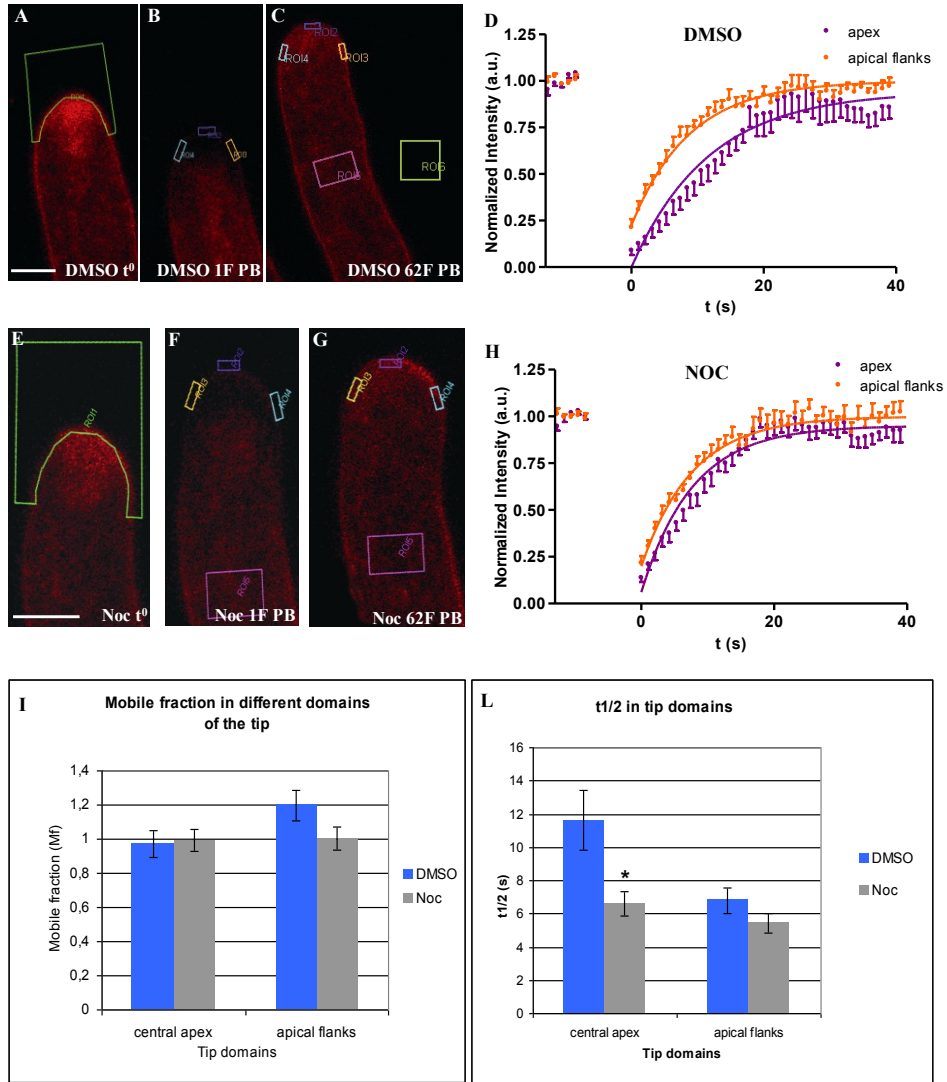 A
B
C
ROI2
ROI4
ROI3
ROI2
ROI4
ROI3
ROI5
ROI6
DMSO t⁰
DMSO 1F PB
DMSO 62F PB
D
DMSO
apex
apical flanks
Normalized Intensity (a.u.)
1.25
1.00
0.75
0.50
0.25
0.00
0
20
40
t (s)
E
F
G
ROI1
ROI2
ROI3
ROI4
ROI5
ROI2
ROI3
ROI4
ROI5
Noc t⁰
Noc 1F PB
Noc 62F PB
H
NOC
apex
apical flanks
Normalized Intensity (a.u.)
1.25
1.00
0.75
0.50
0.25
0.00
0
20
40
t (s)
I
Mobile fraction in different domains
of the tip
Mobile fraction (Mf)
1,4
1,2
1
0,8
0,6
0,4
0,2
0
central apex
apical flanks
Tip domains
DMSO
Noc
L
t1/2 in tip domains
t1/2 (s)
16
14
12
10
8
6
4
2
0
*
central apex
apical flanks
Tip domains
DMSO
Noc